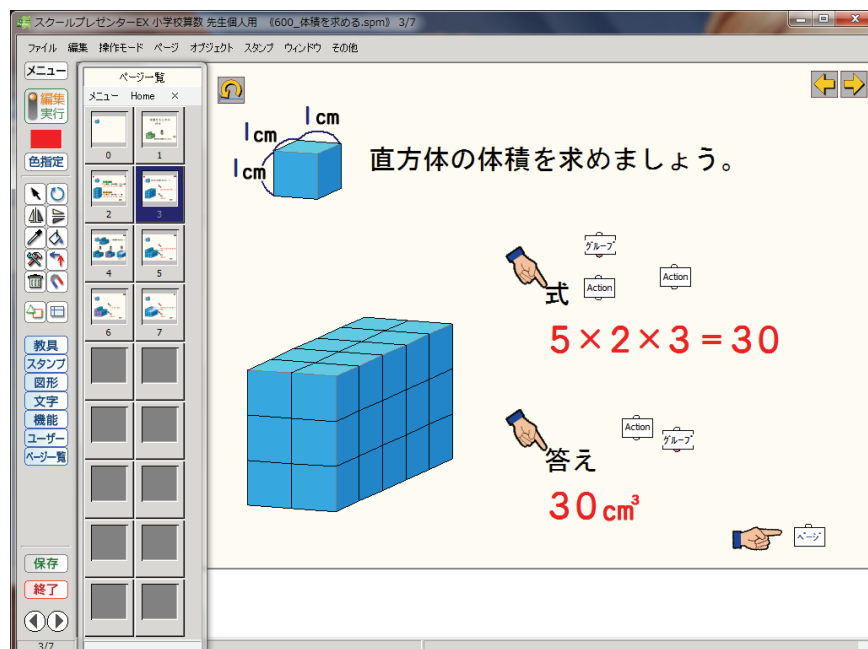 スクールプレゼンターEX 小学校算数 先生個人用 《600_体積を求める.spm》 3/7
ファイル 編集 操作モード ページ オブジェクト スタンプ ウィンドウ その他
メニュー
編集
実行
色指定
教具
スタンプ
図形
文字
機能
ユーザー
ページ一覧
保存
終了
3/7
ページ一覧
メニュー Home ×
0 1
2 3
4 5
6 7
1cm
1cm
1cm
直方体の体積を求めましょう。
グループ
式 Action Action
5×2×3=30
Action グループ
答え
30cm³
ページ